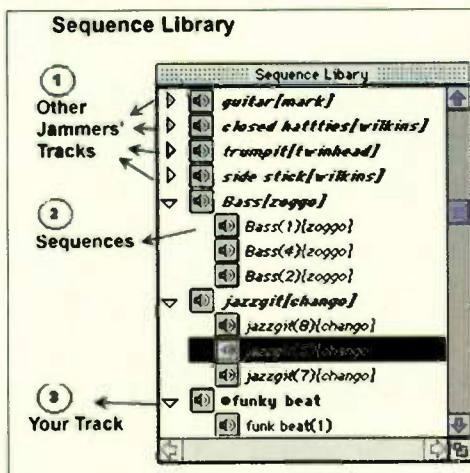 Sequence Library
Sequence Library
1
Other
Jammers'
Tracks
guitar[mark]
closed hattties[wilkins]
trumpit[twinhead]
side stick[wilkins]
Bass[zoggo]
2
Sequences
Bass(1){zoggo}
Bass(4){zoggo}
Bass(2){zoggo}
jazzgit[chango]
jazzgit(8){chango}
jazzgit(7){chango}
3
Your Track
●funky beat
funk beat(1)